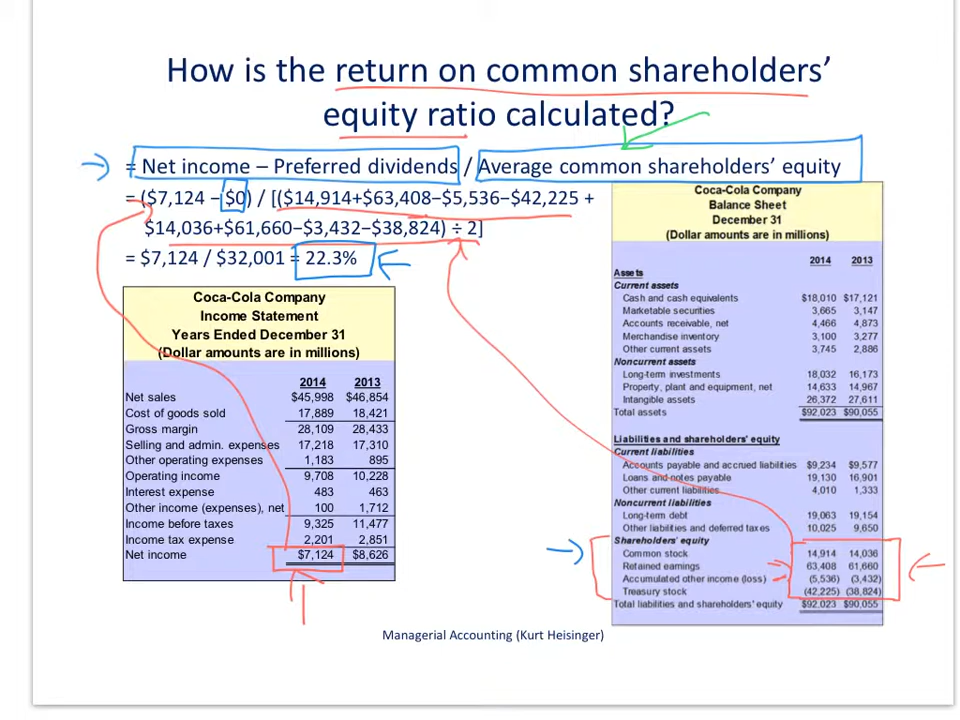 How is the return on common shareholders'
equity ratio calculated?
= Net income – Preferred dividends / Average common shareholders' equity
= ($7,124 – $0) / [($14,914+$63,408–$5,536–$42,225 +
$14,036+$61,660–$3,432–$38,824) ÷ 2]
= $7,124 / $32,001 = 22.3%
Coca-Cola Company
Income Statement
Years Ended December 31
(Dollar amounts are in millions)
2014 2013
Net sales $45,998 $46,854
Cost of goods sold 17,889 18,421
Gross margin 28,109 28,433
Selling and admin. expenses 17,218 17,310
Other operating expenses 1,183 895
Operating income 9,708 10,228
Interest expense 483 463
Other income (expenses), net 100 1,712
Income before taxes 9,325 11,477
Income tax expense 2,201 2,851
Net income $7,124 $8,626
Coca-Cola Company
Balance Sheet
December 31
(Dollar amounts are in millions)
2014 2013
Assets
Current assets
Cash and cash equivalents $18,010 $17,121
Marketable securities 3,665 3,147
Accounts receivable, net 4,466 4,873
Merchandise inventory 3,100 3,277
Other current assets 3,745 2,886
Noncurrent assets
Long-term investments 18,032 16,173
Property, plant and equipment, net 14,633 14,967
Intangible assets 26,372 27,611
Total assets $92,023 $90,055
Liabilities and shareholders' equity
Current liabilities
Accounts payable and accrued liabilities $9,234 $9,577
Loans and notes payable 19,130 16,901
Other current liabilities 4,010 1,333
Noncurrent liabilities
Long-term debt 19,063 19,154
Other liabilities and deferred taxes 10,025 9,650
Shareholders' equity
Common stock 14,914 14,036
Retained earnings 63,408 61,660
Accumulated other income (loss) (5,536) (3,432)
Treasury stock (42,225) (38,824)
Total liabilities and shareholders' equity $92,023 $90,055
Managerial Accounting (Kurt Heisinger)